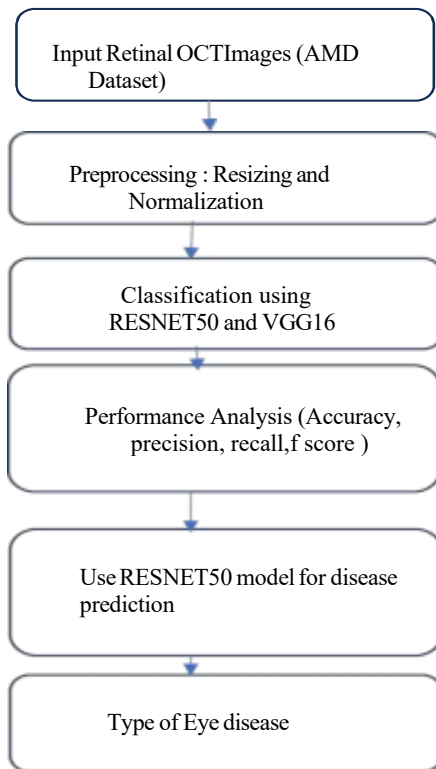 Input Retinal OCTImages (AMD
Dataset)
Preprocessing : Resizing and
Normalization
Classification using
RESNET50 and VGG16
Performance Analysis (Accuracy,
precision, recall,f score )
Use RESNET50 model for disease
prediction
Type of Eye disease